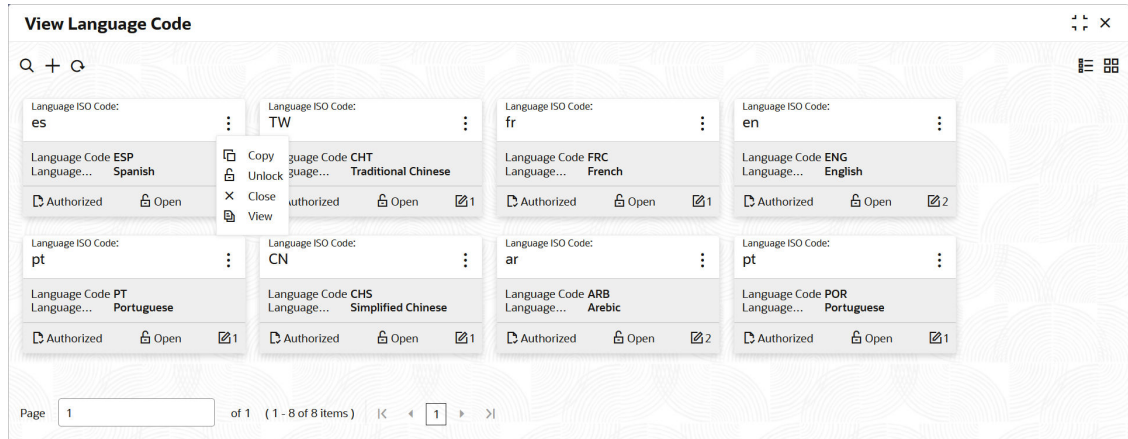 View Language Code
Language ISO Code: Language ISO Code: Language ISO Code: Language ISO Code:
es TW fr en
Language Code ESP Copy guage Code CHT Language Code FRC Language Code ENG
Language... Spanish Unlock guage... Traditional Chinese Language... French Language... English
Authorized Open Close uthorized Open 1 Authorized Open 1 Authorized Open 2
View
Language ISO Code: Language ISO Code: Language ISO Code: Language ISO Code:
pt CN ar pt
Language Code PT Language Code CHS Language Code ARB Language Code POR
Language... Portuguese Language... Simplified Chinese Language... Arebic Language... Portuguese
Authorized Open 1 Authorized Open 1 Authorized Open 2 Authorized Open 1
Page 1 of 1 ( 1 - 8 of 8 items ) 1